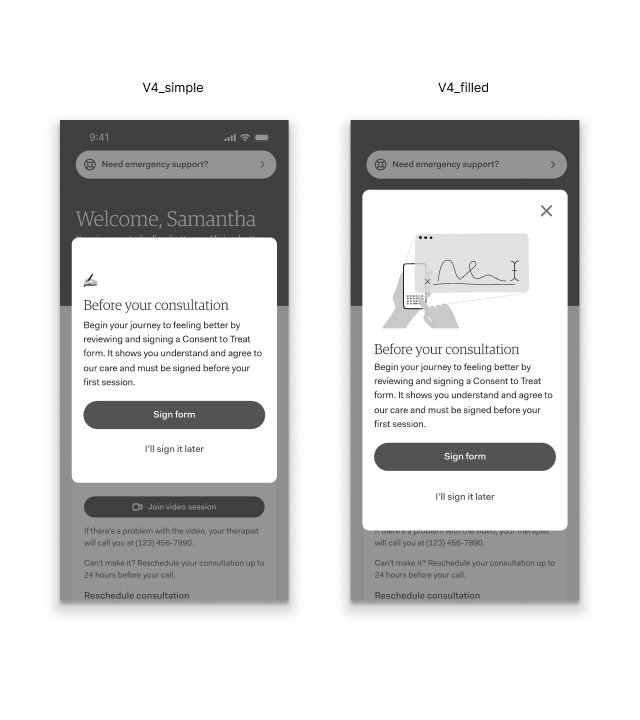 V4_simple
9:41
Need emergency support?
Welcome, Samantha
Before your consultation
Begin your journey to feeling better by
reviewing and signing a Consent to Treat
form. It shows you understand and agree to
our care and must be signed before your
first session.
Sign form
I'll sign it later
Join video session
If there's a problem with the video, your therapist
will call you at (123) 456-7890.
Can't make it? Reschedule your consultation up to
24 hours before your call.
Reschedule consultation
V4_filled
Need emergency support?
Before your consultation
Begin your journey to feeling better by
reviewing and signing a Consent to Treat
form. It shows you understand and agree to
our care and must be signed before your
first session.
Sign form
I'll sign it later
If there's a problem with the video, your therapist
will call you at (123) 456-7890.
Can't make it? Reschedule your consultation up to
24 hours before your call.
Reschedule consultation